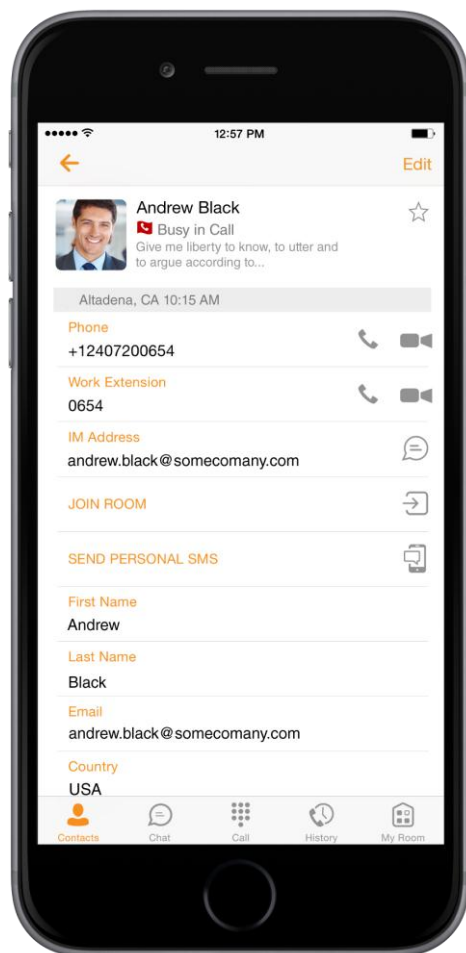 12:57 PM
Edit
Andrew Black
Busy in Call
Give me liberty to know, to utter and
to argue according to...
Altadena, CA 10:15 AM
Phone
+12407200654
Work Extension
0654
IM Address
andrew.black@somecomany.com
JOIN ROOM
SEND PERSONAL SMS
First Name
Andrew
Last Name
Black
Email
andrew.black@somecomany.com
Country
USA
Contacts Chat Call History My Room